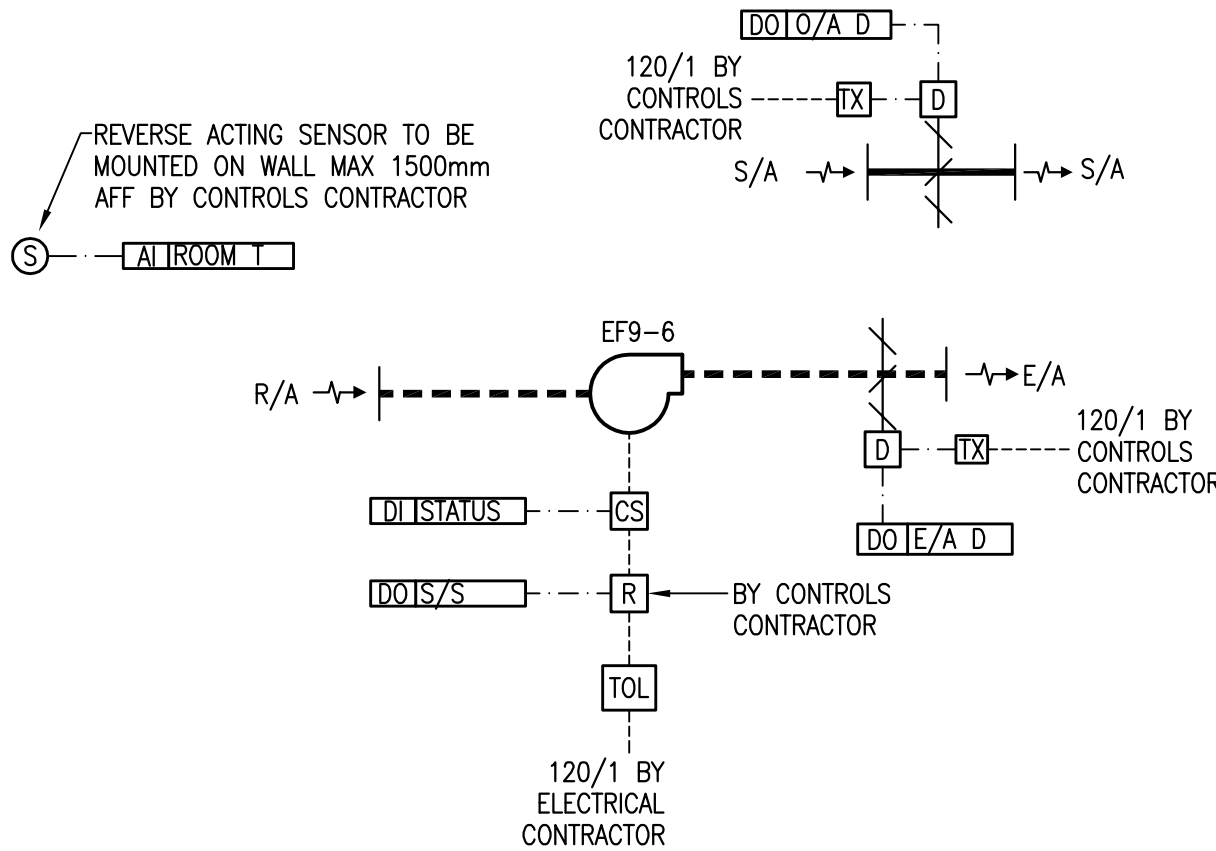 DO O/A D
120/1 BY
CONTROLS
CONTRACTOR
TX
D
REVERSE ACTING SENSOR TO BE
MOUNTED ON WALL MAX 1500mm
AFF BY CONTROLS CONTRACTOR
S/A
S/A
S
AI ROOM T
EF9-6
R/A
E/A
D
TX
120/1 BY
CONTROLS
CONTRACTOR
DI STATUS
CS
DO E/A D
DO S/S
R
BY CONTROLS
CONTRACTOR
TOL
120/1 BY
ELECTRICAL
CONTRACTOR